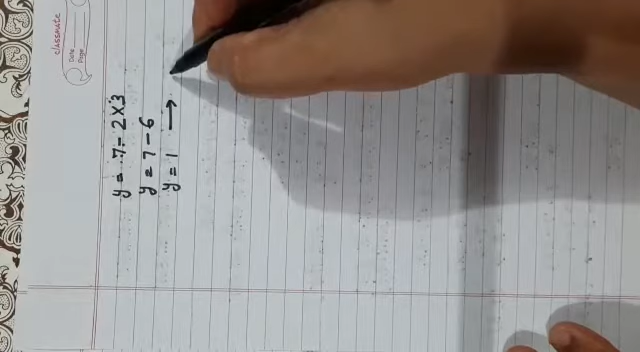 classmate
Date
Page
y = 7 - 2 × 3
y = 7 - 6
y = 1 →